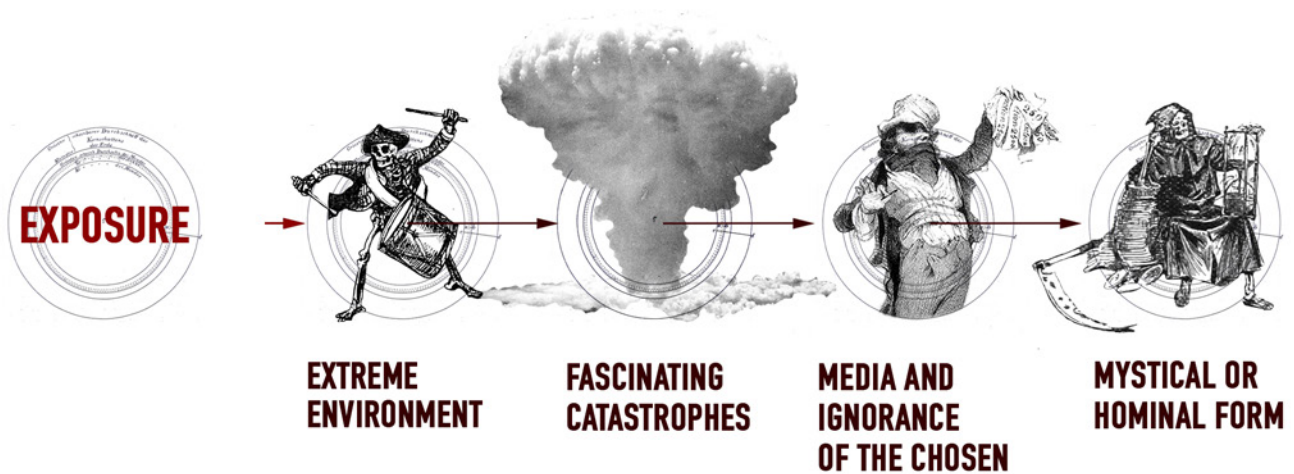 EXPOSURE
EXTREME
ENVIRONMENT
FASCINATING
CATASTROPHES
MEDIA AND
IGNORANCE
OF THE CHOSEN
MYSTICAL OR
HOMINAL FORM